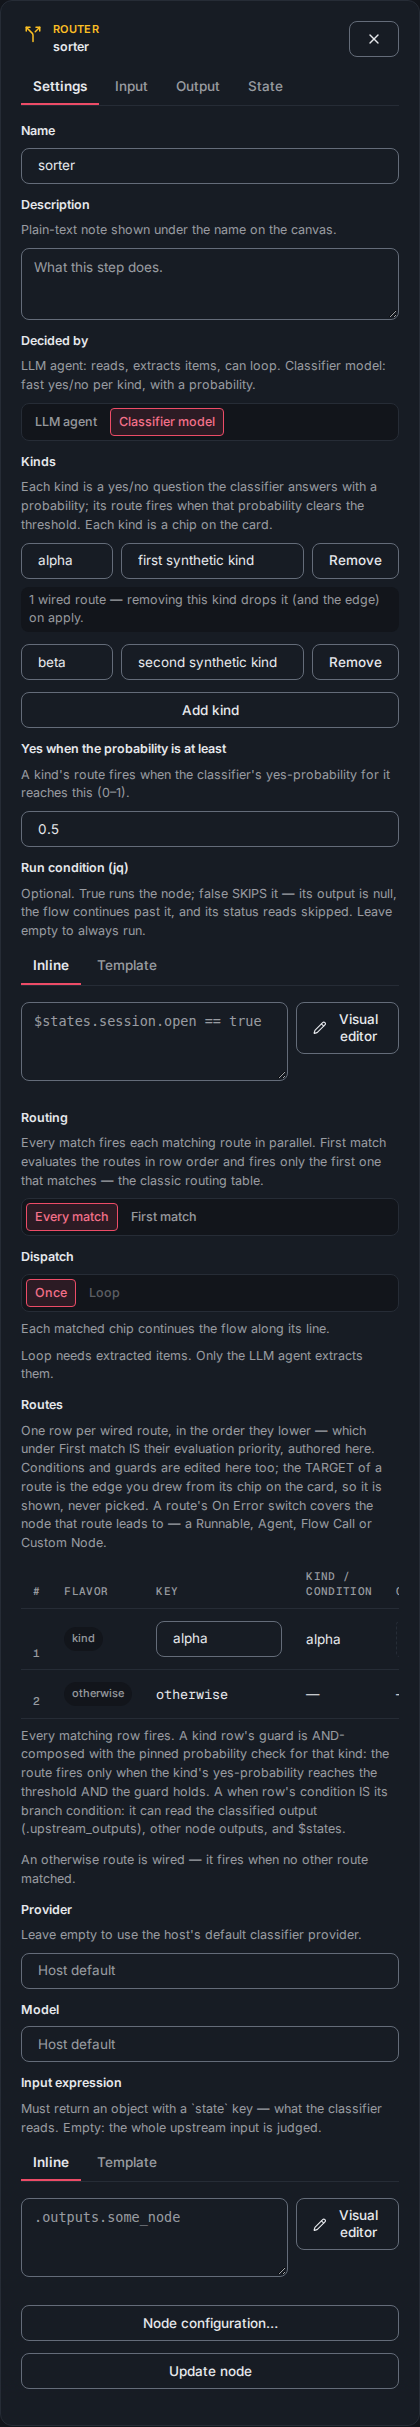 ROUTER
sorter
Settings Input Output State
Name
sorter
Description
Plain-text note shown under the name on the canvas.
What this step does.
Decided by
LLM agent: reads, extracts items, can loop. Classifier model:
fast yes/no per kind, with a probability.
LLM agent Classifier model
Kinds
Each kind is a yes/no question the classifier answers with a
probability; its route fires when that probability clears the
threshold. Each kind is a chip on the card.
alpha first synthetic kind Remove
1 wired route — removing this kind drops it (and the edge)
on apply.
beta second synthetic kind Remove
Add kind
Yes when the probability is at least
A kind's route fires when the classifier's yes-probability for it
reaches this (0–1).
0.5
Run condition (jq)
Optional. True runs the node; false SKIPS it — its output is null,
the flow continues past it, and its status reads skipped. Leave
empty to always run.
Inline Template
$states.session.open == true
Visual
editor
Routing
Every match fires each matching route in parallel. First match
evaluates the routes in row order and fires only the first one
that matches — the classic routing table.
Every match First match
Dispatch
Once Loop
Each matched chip continues the flow along its line.
Loop needs extracted items. Only the LLM agent extracts
them.
Routes
One row per wired route, in the order they lower — which
under First match IS their evaluation priority, authored here.
Conditions and guards are edited here too; the TARGET of a
route is the edge you drew from its chip on the card, so it is
shown, never picked. A route's On Error switch covers the
node that route leads to — a Runnable, Agent, Flow Call or
Custom Node.
# FLAVOR KEY KIND /
CONDITION
1 kind alpha alpha
2 otherwise otherwise —
Every matching row fires. A kind row's guard is AND-
composed with the pinned probability check for that kind: the
route fires only when the kind's yes-probability reaches the
threshold AND the guard holds. A when row's condition IS its
branch condition: it can read the classified output
(.upstream_outputs), other node outputs, and $states.
An otherwise route is wired — it fires when no other route
matched.
Provider
Leave empty to use the host's default classifier provider.
Host default
Model
Host default
Input expression
Must return an object with a `state` key — what the classifier
reads. Empty: the whole upstream input is judged.
Inline Template
.outputs.some_node
Visual
editor
Node configuration...
Update node